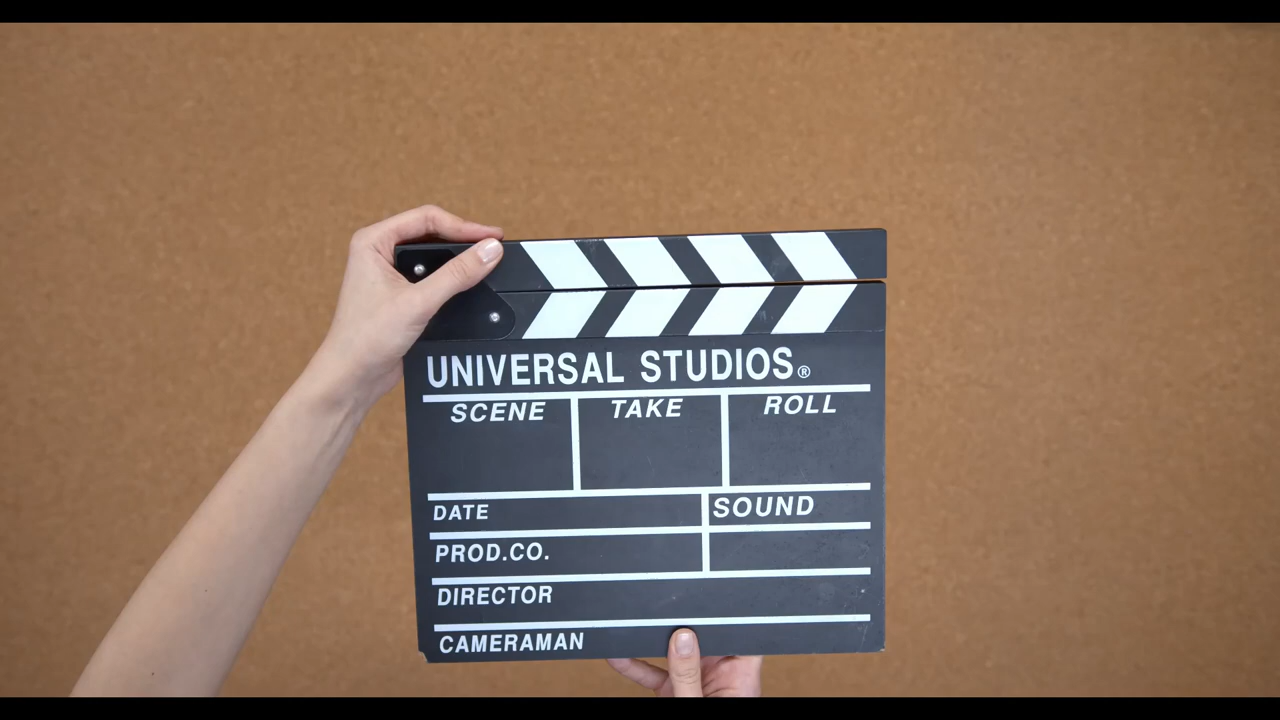 UNIVERSAL STUDIOS®
SCENE TAKE ROLL
DATE SOUND
PROD.CO.
DIRECTOR
CAMERAMAN